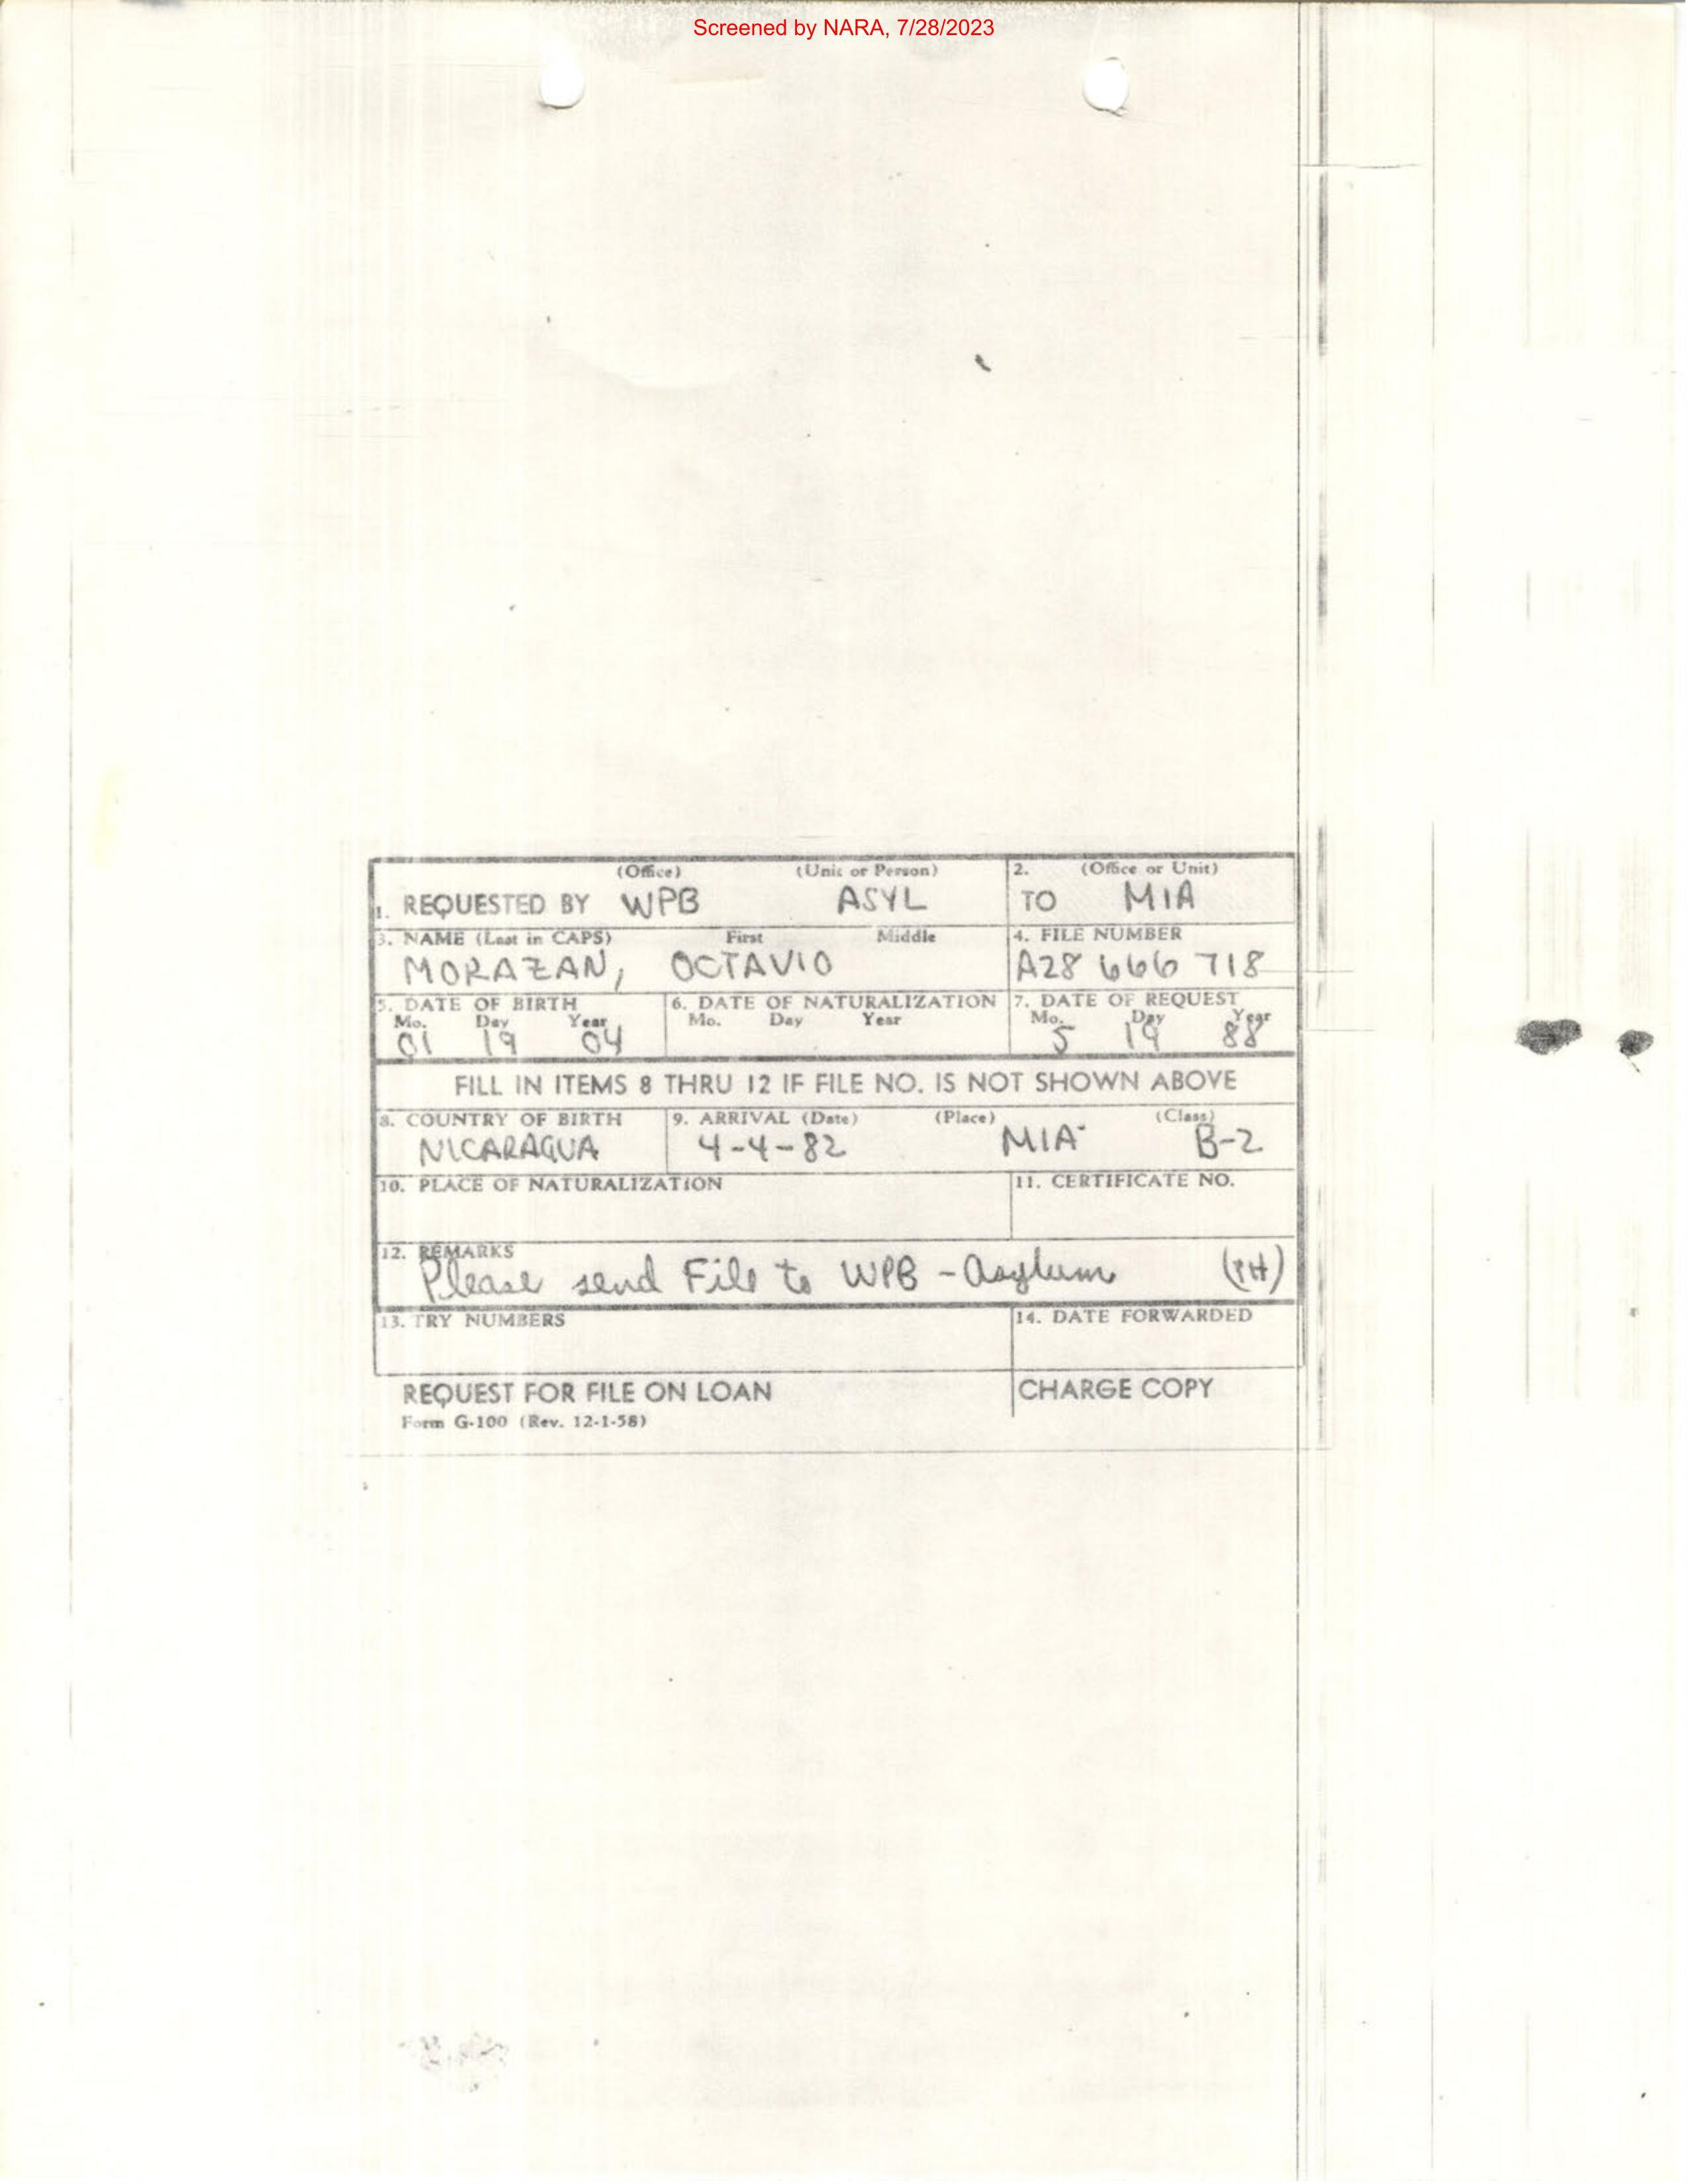 Screened by NARA, 7/28/2023
(Office) (Unit or Person) 2. (Office or Unit)
1. REQUESTED BY WPB ASYL TO MIA
3. NAME (Last in CAPS) First Middle 4. FILE NUMBER
MORAZAN, OCTAVIO A28 666 718
5. DATE OF BIRTH 6. DATE OF NATURALIZATION 7. DATE OF REQUEST
Mo. Day Year Mo. Day Year Mo. Day Year
01 19 04 5 19 88
FILL IN ITEMS 8 THRU 12 IF FILE NO. IS NOT SHOWN ABOVE
8. COUNTRY OF BIRTH 9. ARRIVAL (Date) (Place) (Class)
NICARAGUA 4-4-82 MIA B-2
10. PLACE OF NATURALIZATION 11. CERTIFICATE NO.
12. REMARKS
Please send File to WPB - Asylum
13. TRY NUMBERS 14. DATE FORWARDED
REQUEST FOR FILE ON LOAN CHARGE COPY
Form G-100 (Rev. 12-1-58)